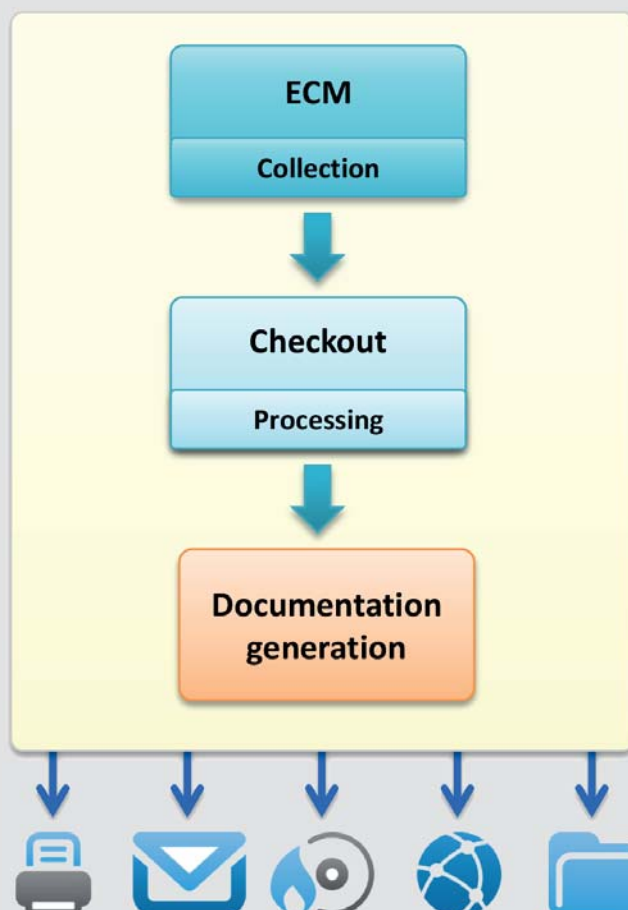 ECM
Collection
Checkout
Processing
Documentation
generation